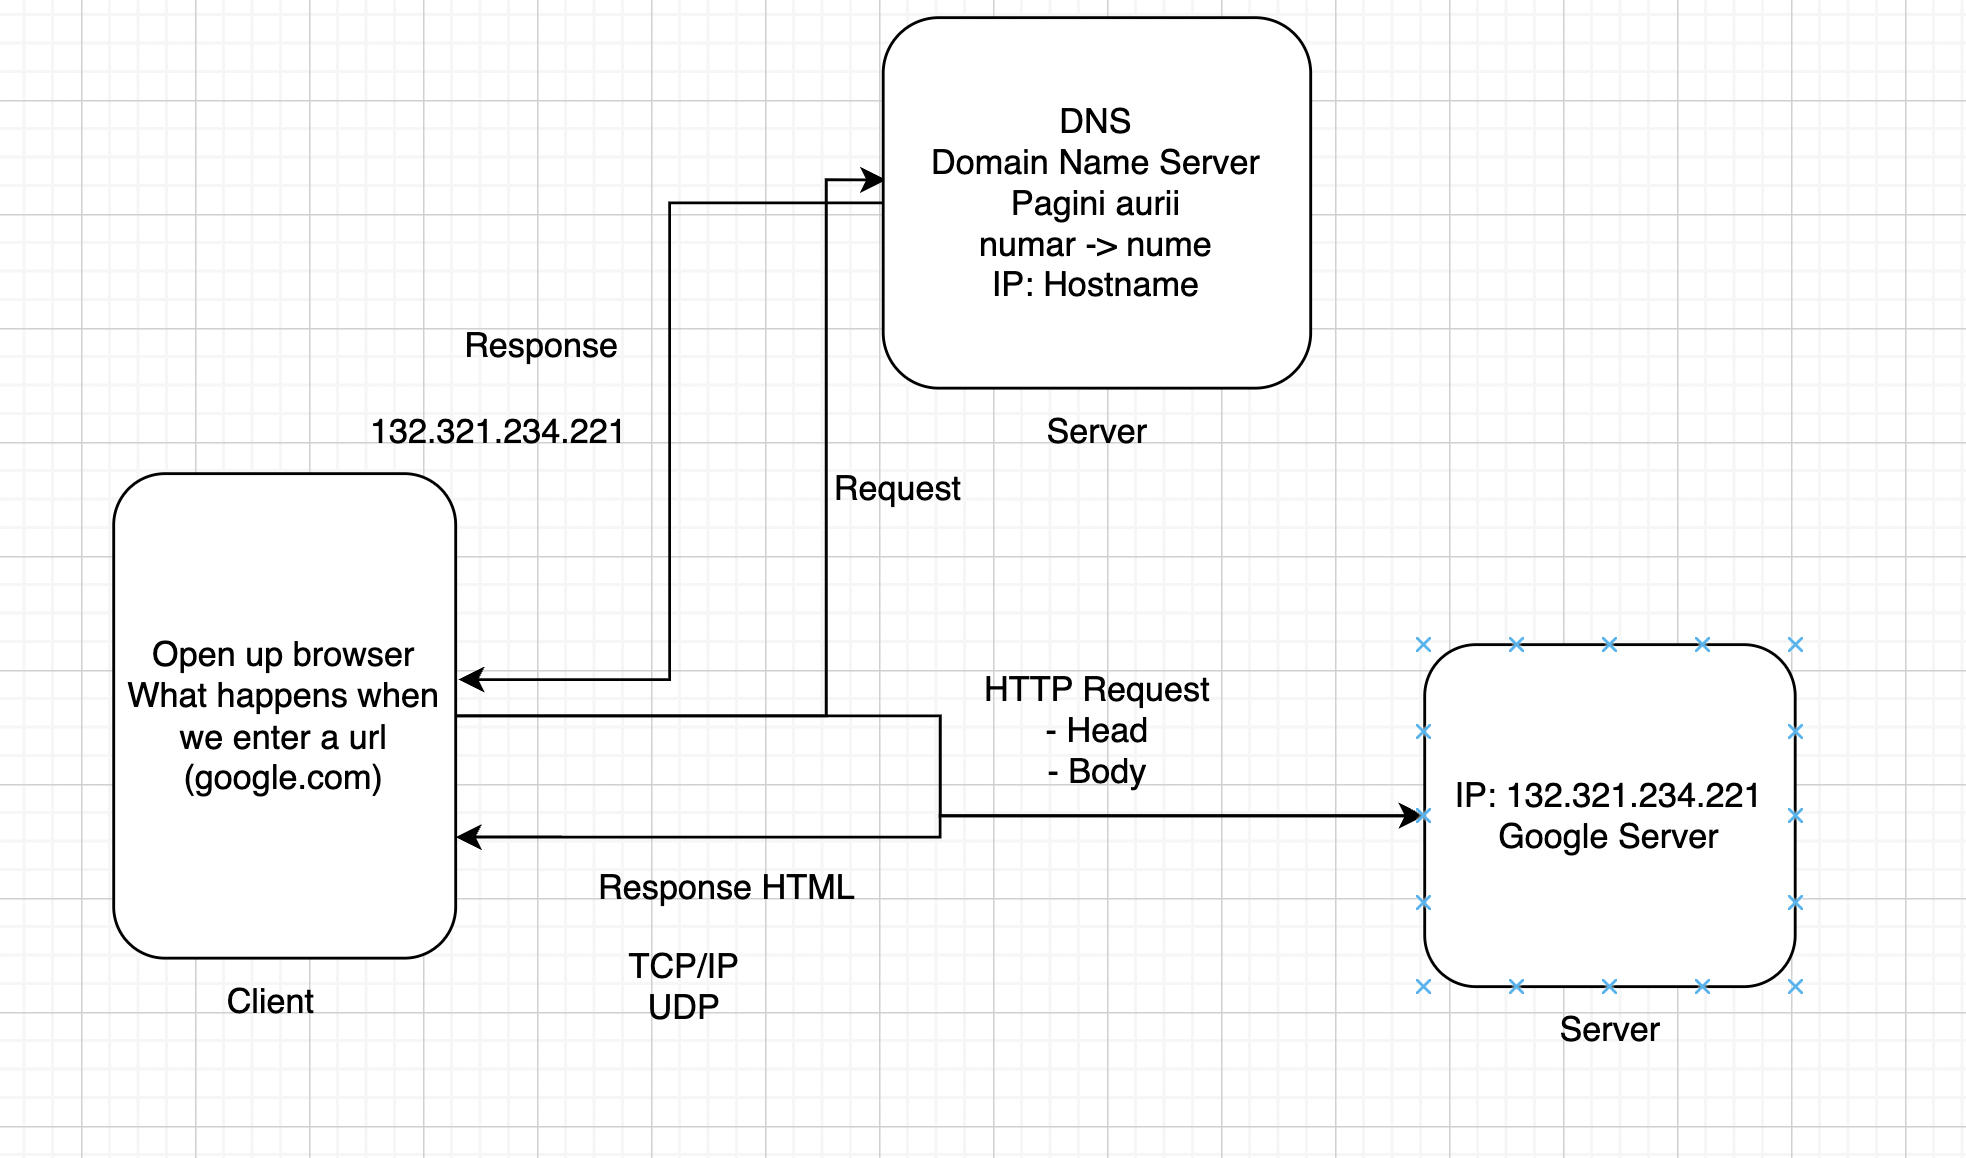 DNS
Domain Name Server
Pagini aurii
numar -> nume
IP: Hostname
Server
Response
132.321.234.221
Request
Open up browser
What happens when
we enter a url
(google.com)
Client
HTTP Request
- Head
- Body
IP: 132.321.234.221
Google Server
Server
Response HTML
TCP/IP
UDP